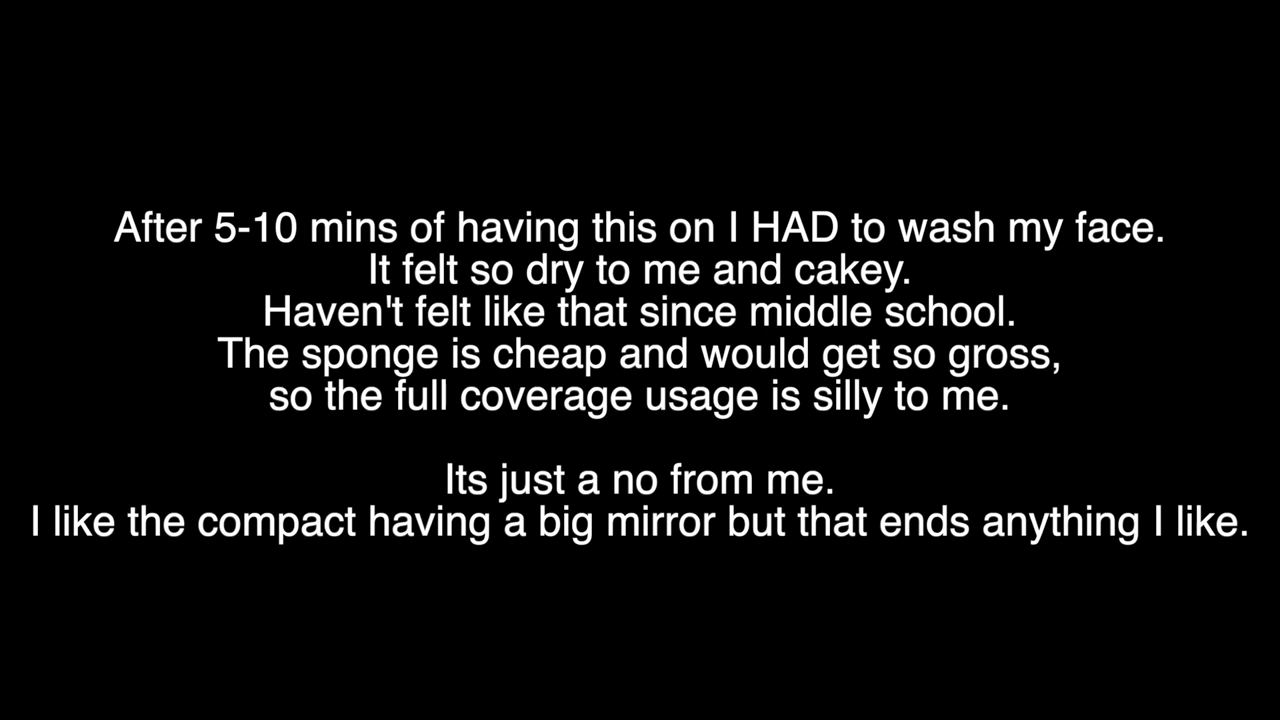 After 5-10 mins of having this on I HAD to wash my face.
It felt so dry to me and cakey.
Haven't felt like that since middle school.
The sponge is cheap and would get so gross,
so the full coverage usage is silly to me.
Its just a no from me.
I like the compact having a big mirror but that ends anything I like.